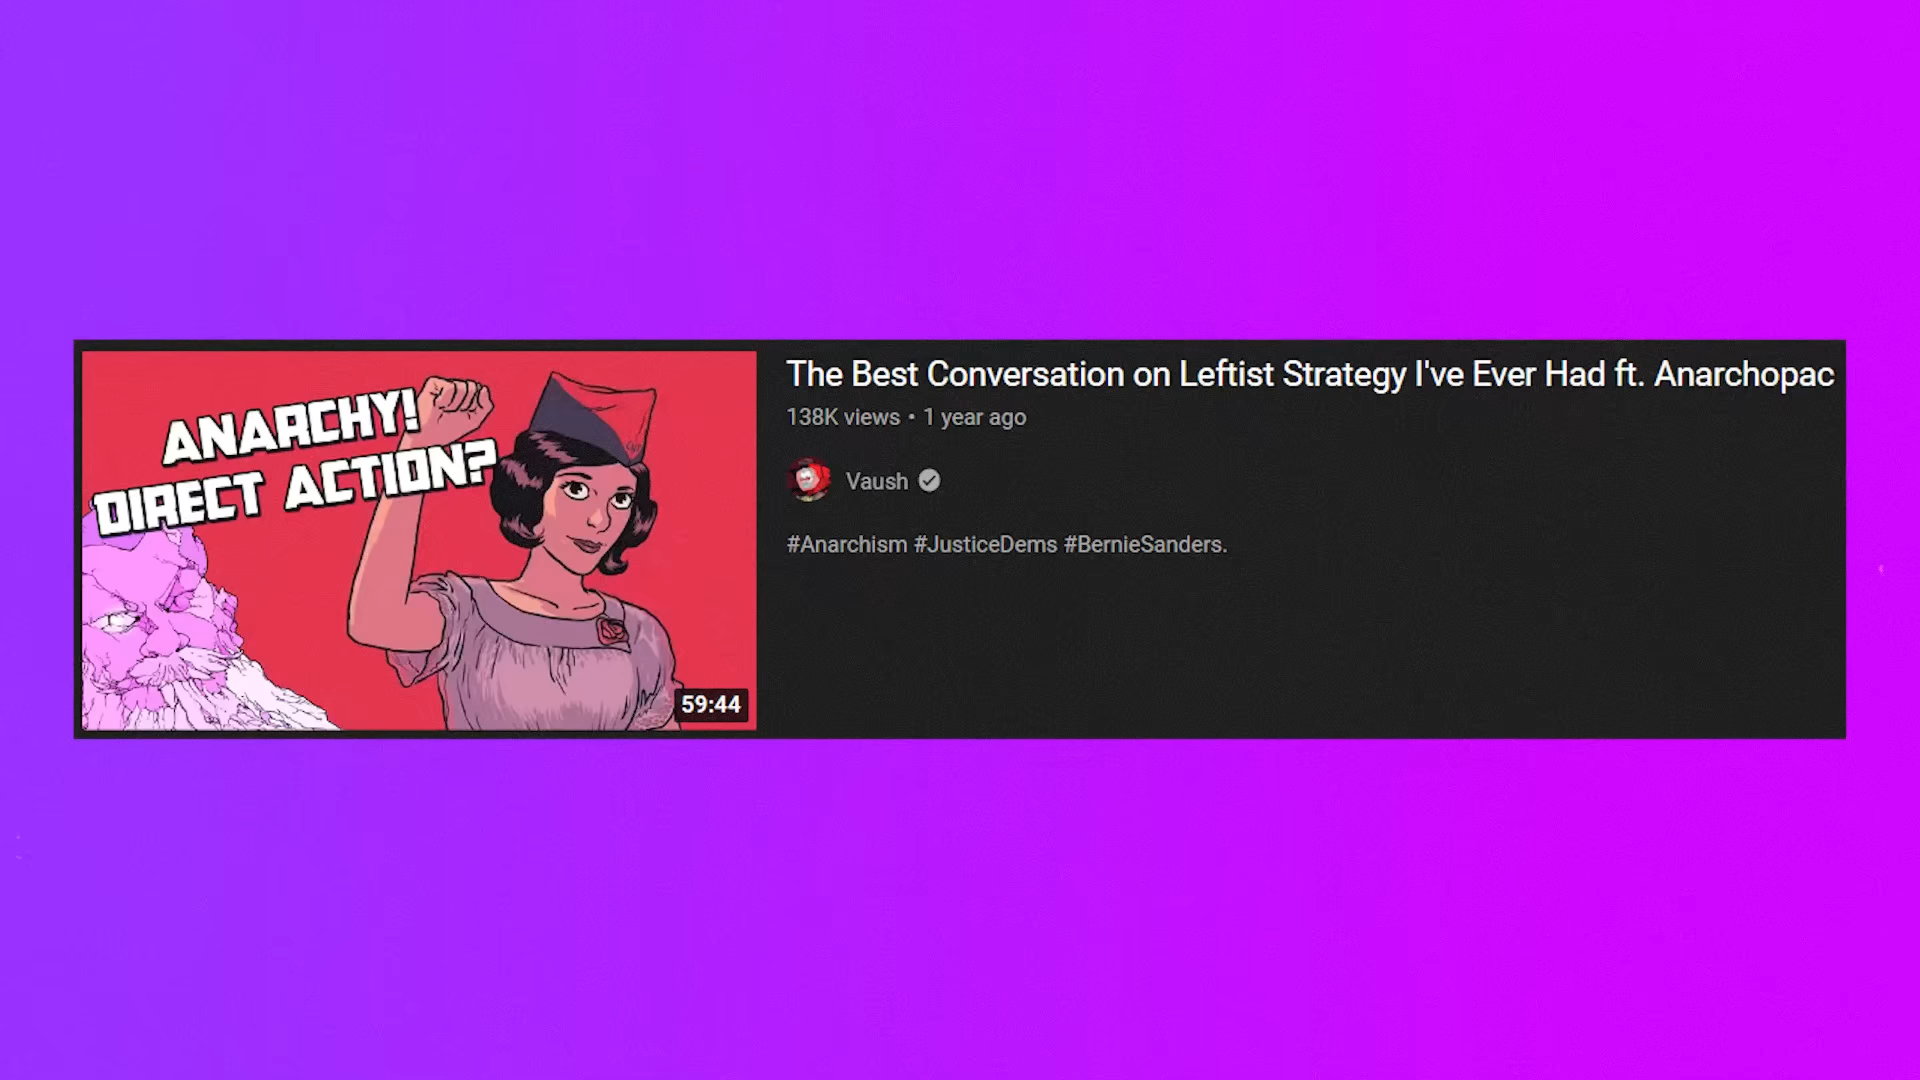 ANARCHY!
DIRECT ACTION?
59:44
The Best Conversation on Leftist Strategy I've Ever Had ft. Anarchopac
138K views • 1 year ago
Vaush
#Anarchism #JusticeDems #BernieSanders.